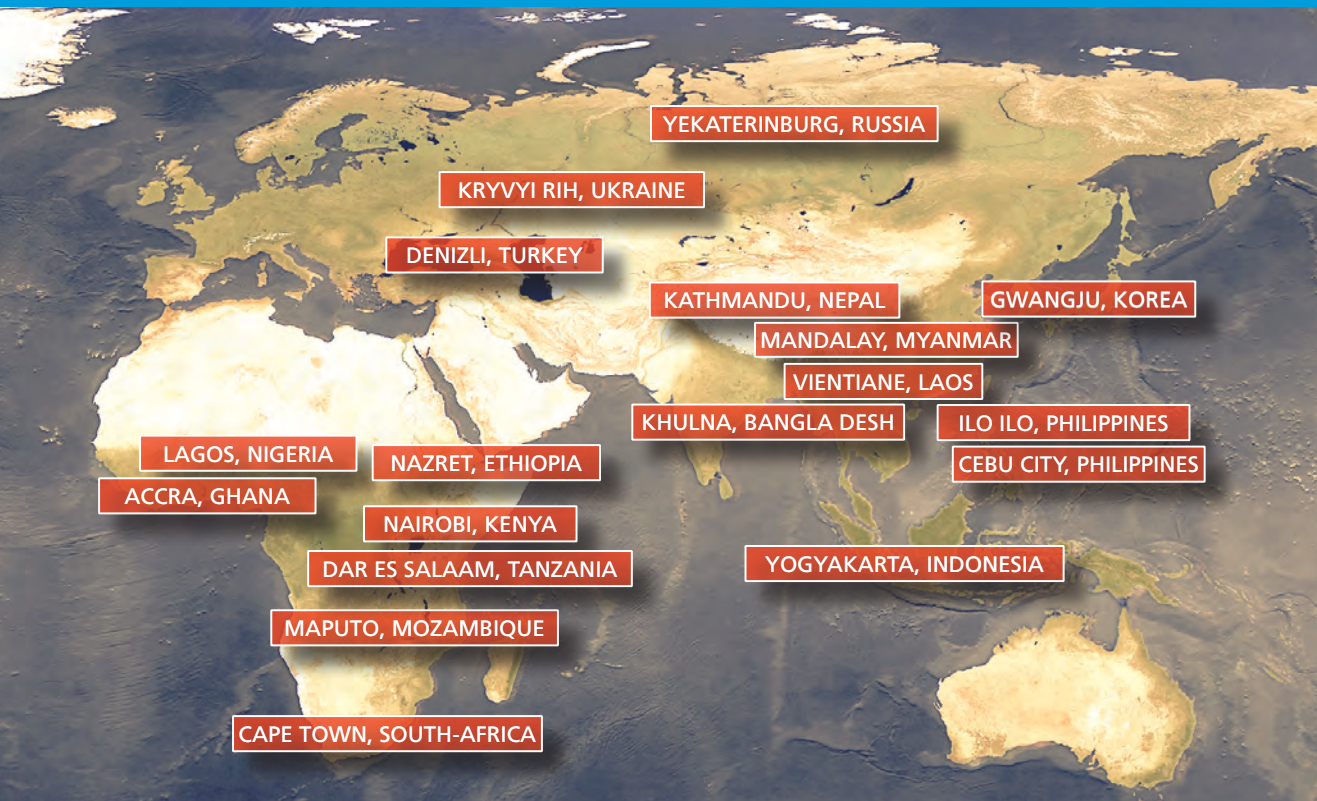 YEKATERINBURG, RUSSIA
KRYVYI RIH, UKRAINE
DENIZLI, TURKEY
KATHMANDU, NEPAL
GWANGJU, KOREA
MANDALAY, MYANMAR
VIENTIANE, LAOS
KHULNA, BANGLA DESH
ILO ILO, PHILIPPINES
LAGOS, NIGERIA
NAZRET, ETHIOPIA
CEBU CITY, PHILIPPINES
ACCRA, GHANA
NAIROBI, KENYA
DAR ES SALAAM, TANZANIA
YOGYAKARTA, INDONESIA
MAPUTO, MOZAMBIQUE
CAPE TOWN, SOUTH-AFRICA